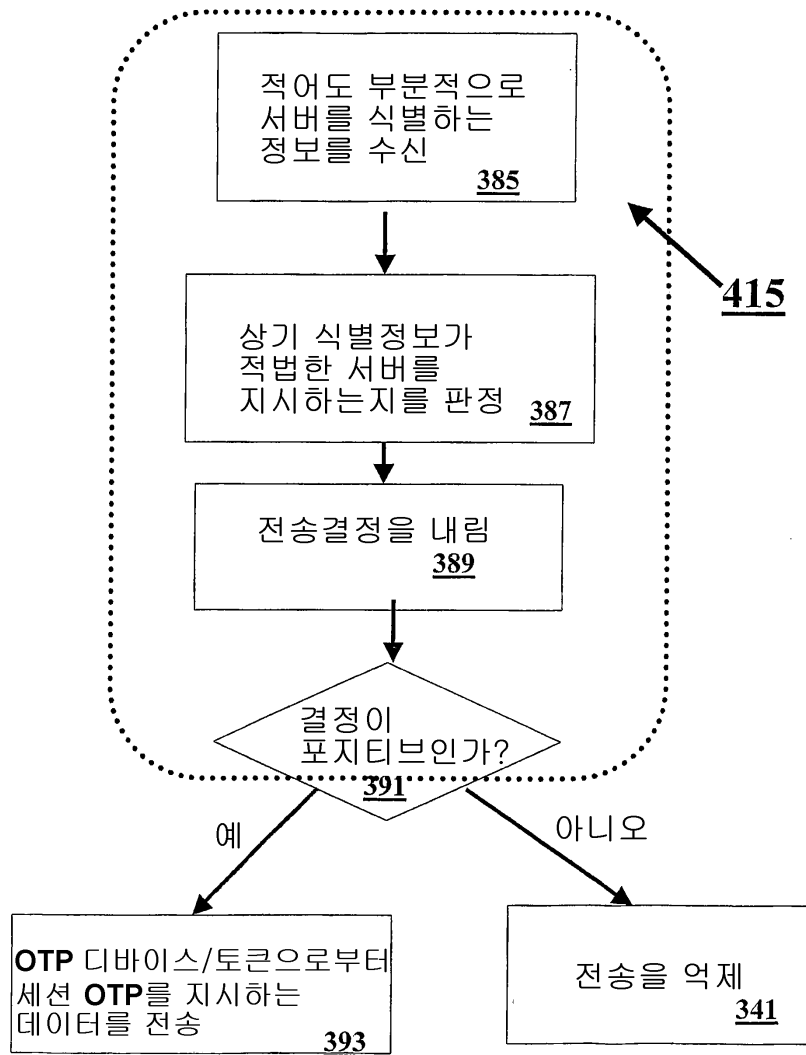 적어도 부분적으로
서버를 식별하는
정보를 수신
385
415
상기 식별정보가
적법한 서버를
지시하는지를 판정 387
전송결정을 내림
389
결정이
포지티브인가?
391
예
아니오
OTP 디바이스/토큰으로부터
세션 OTP를 지시하는
데이터를 전송
393
전송을 억제
341